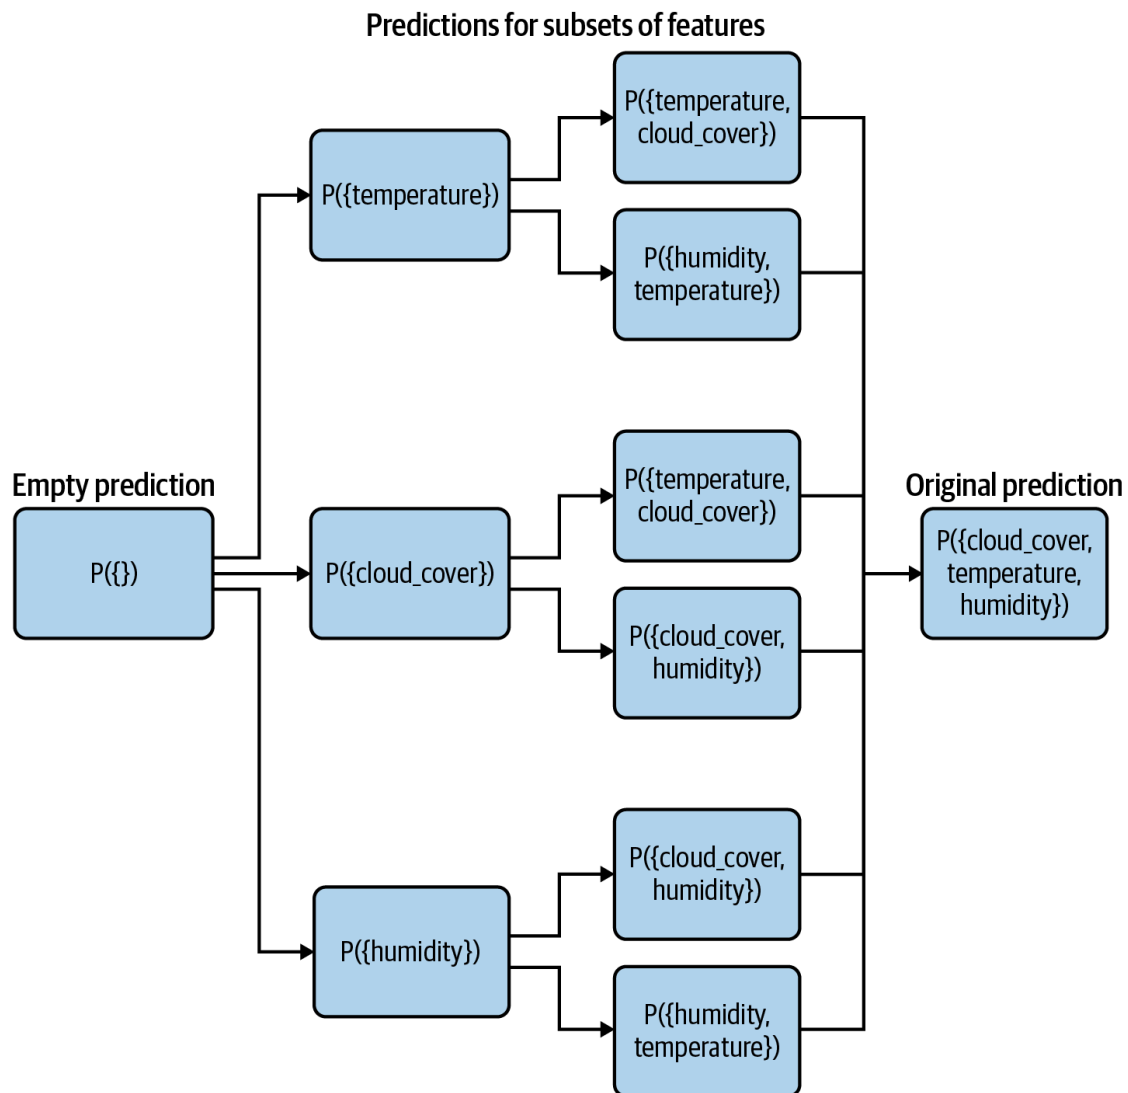 Predictions for subsets of features
P({temperature,
cloud_cover})
P({temperature})
P({humidity,
temperature})
Empty prediction
P({})
P({cloud_cover})
P({temperature,
cloud_cover})
P({cloud_cover,
humidity})
Original prediction
P({cloud_cover,
temperature,
humidity})
P({humidity})
P({cloud_cover,
humidity})
P({humidity,
temperature})